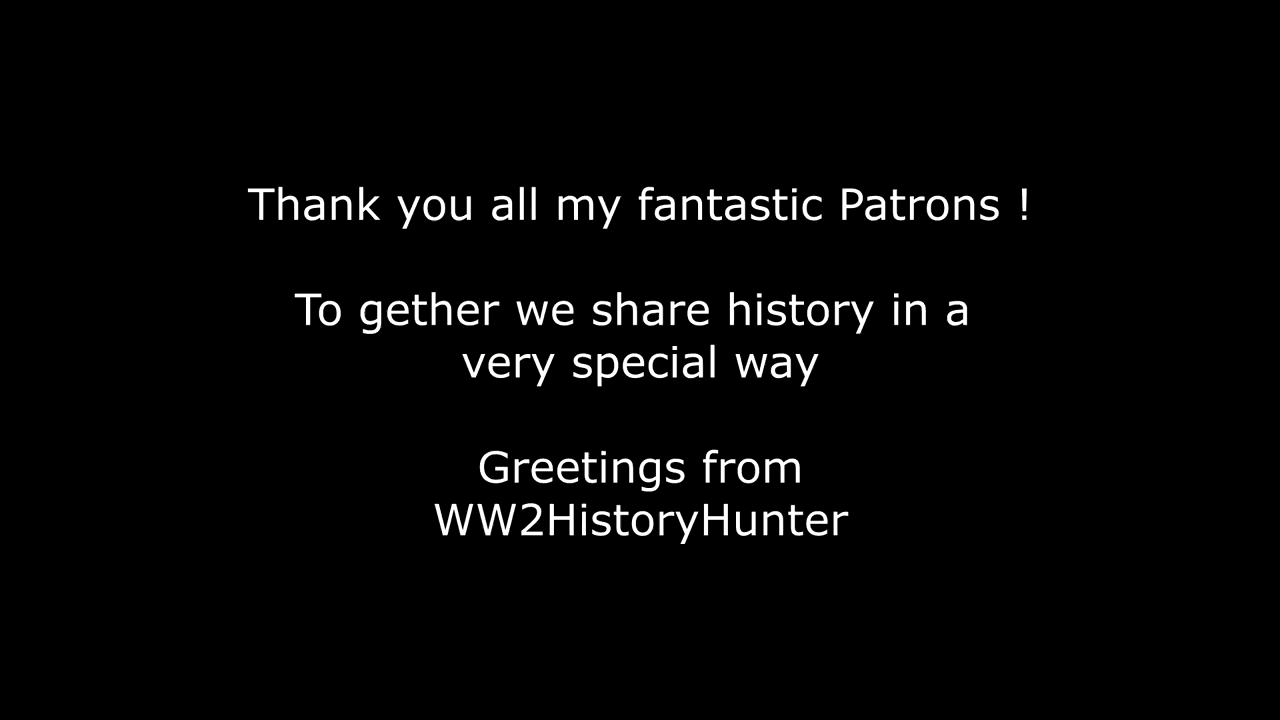 Thank you all my fantastic Patrons !
To gether we share history in a
very special way
Greetings from
WW2HistoryHunter